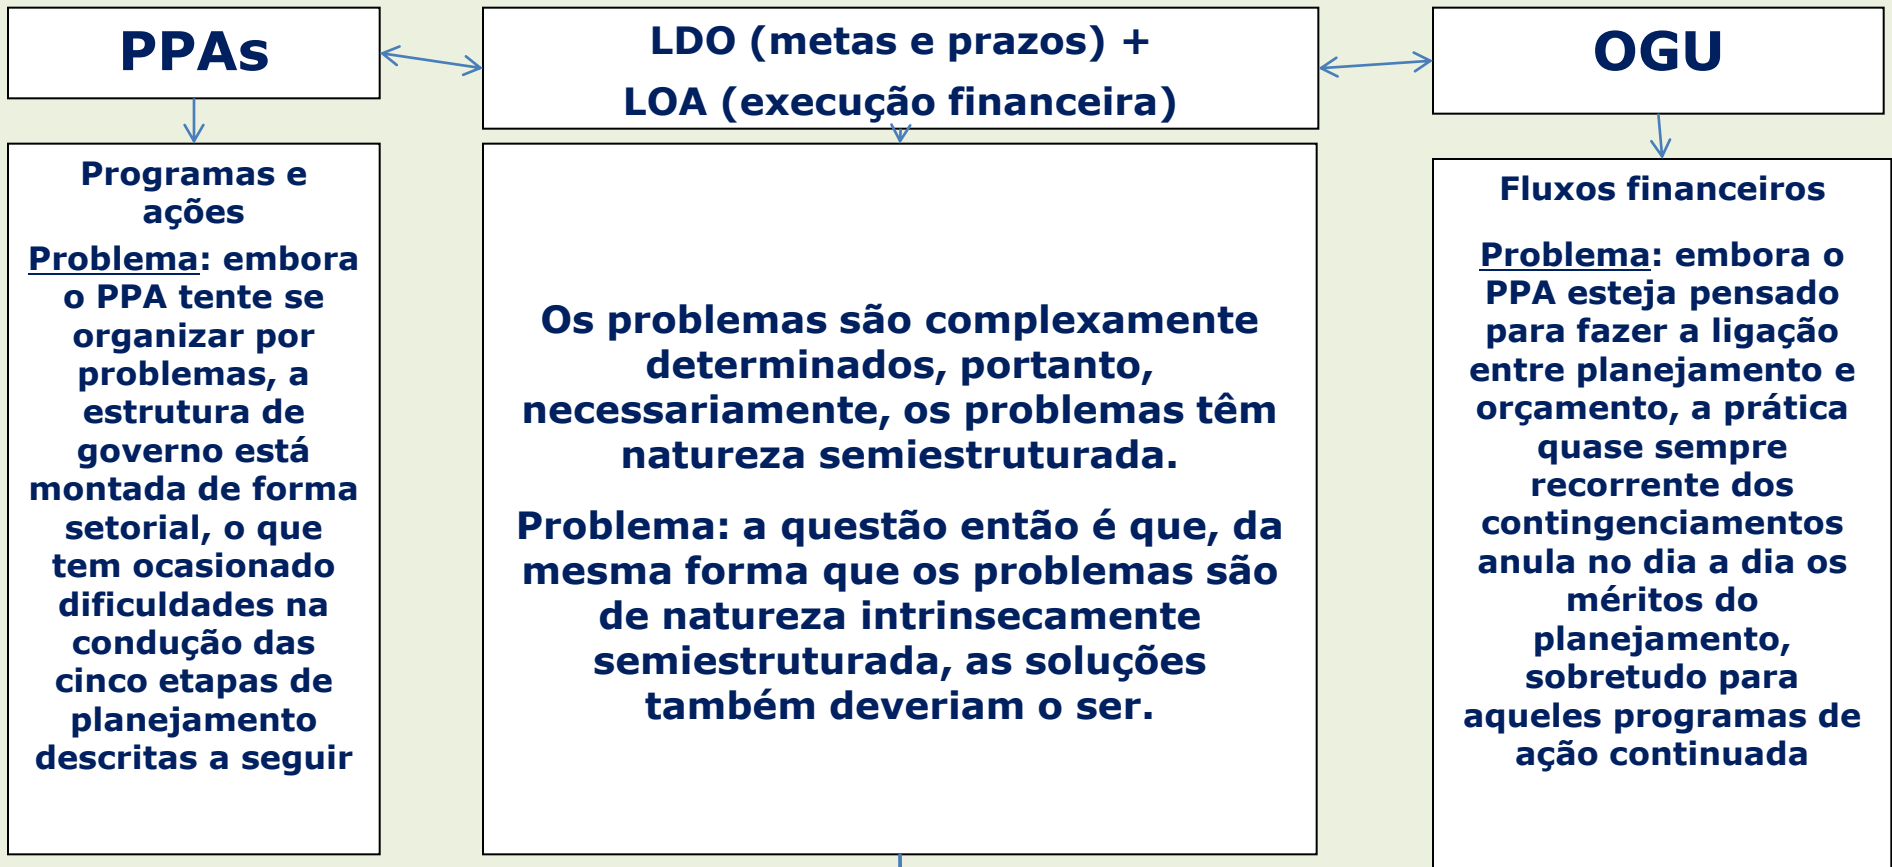 PPAs
LDO (metas e prazos) +
LOA (execução financeira)
OGU
Programas e
ações
Problema: embora
o PPA tente se
organizar por
problemas, a
estrutura de
governo está
montada de forma
setorial, o que
tem ocasionado
dificuldades na
condução das
cinco etapas de
planejamento
descritas a seguir
Os problemas são complexamente
determinados, portanto,
necessariamente, os problemas têm
natureza semiestruturada.
Problema: a questão então é que, da
mesma forma que os problemas são
de natureza intrinsecamente
semiestruturada, as soluções
também deveriam o ser.
Fluxos financeiros
Problema: embora o
PPA esteja pensado
para fazer a ligação
entre planejamento e
orçamento, a prática
quase sempre
recorrente dos
contingenciamentos
anula no dia a dia os
méritos do
planejamento,
sobretudo para
aqueles programas de
ação continuada